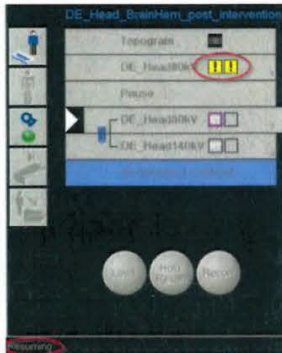 DE_Head_BrainHem_post_intervention
Topogram
DE_Head80kV
Pause
DE_Head80kV
DE_Head140kV
Load
Recon
Resuming